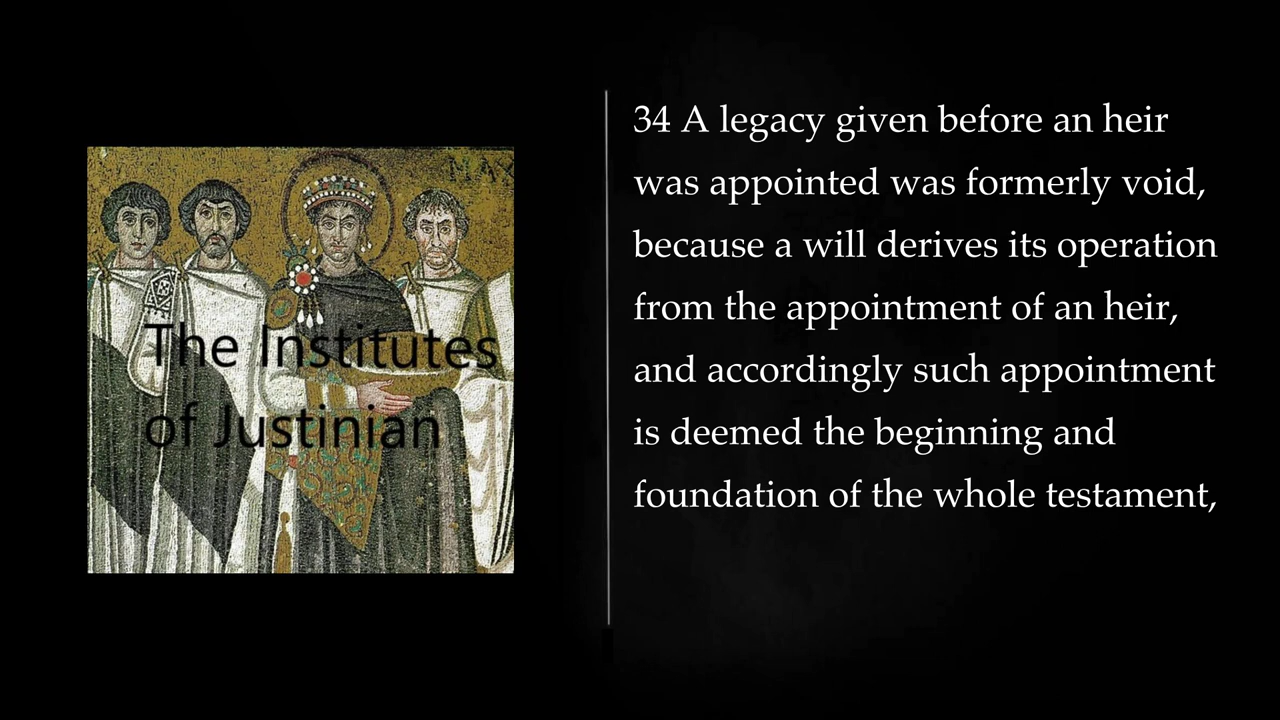 MAX
The Institutes
of Justinian
34 A legacy given before an heir
was appointed was formerly void,
because a will derives its operation
from the appointment of an heir,
and accordingly such appointment
is deemed the beginning and
foundation of the whole testament,